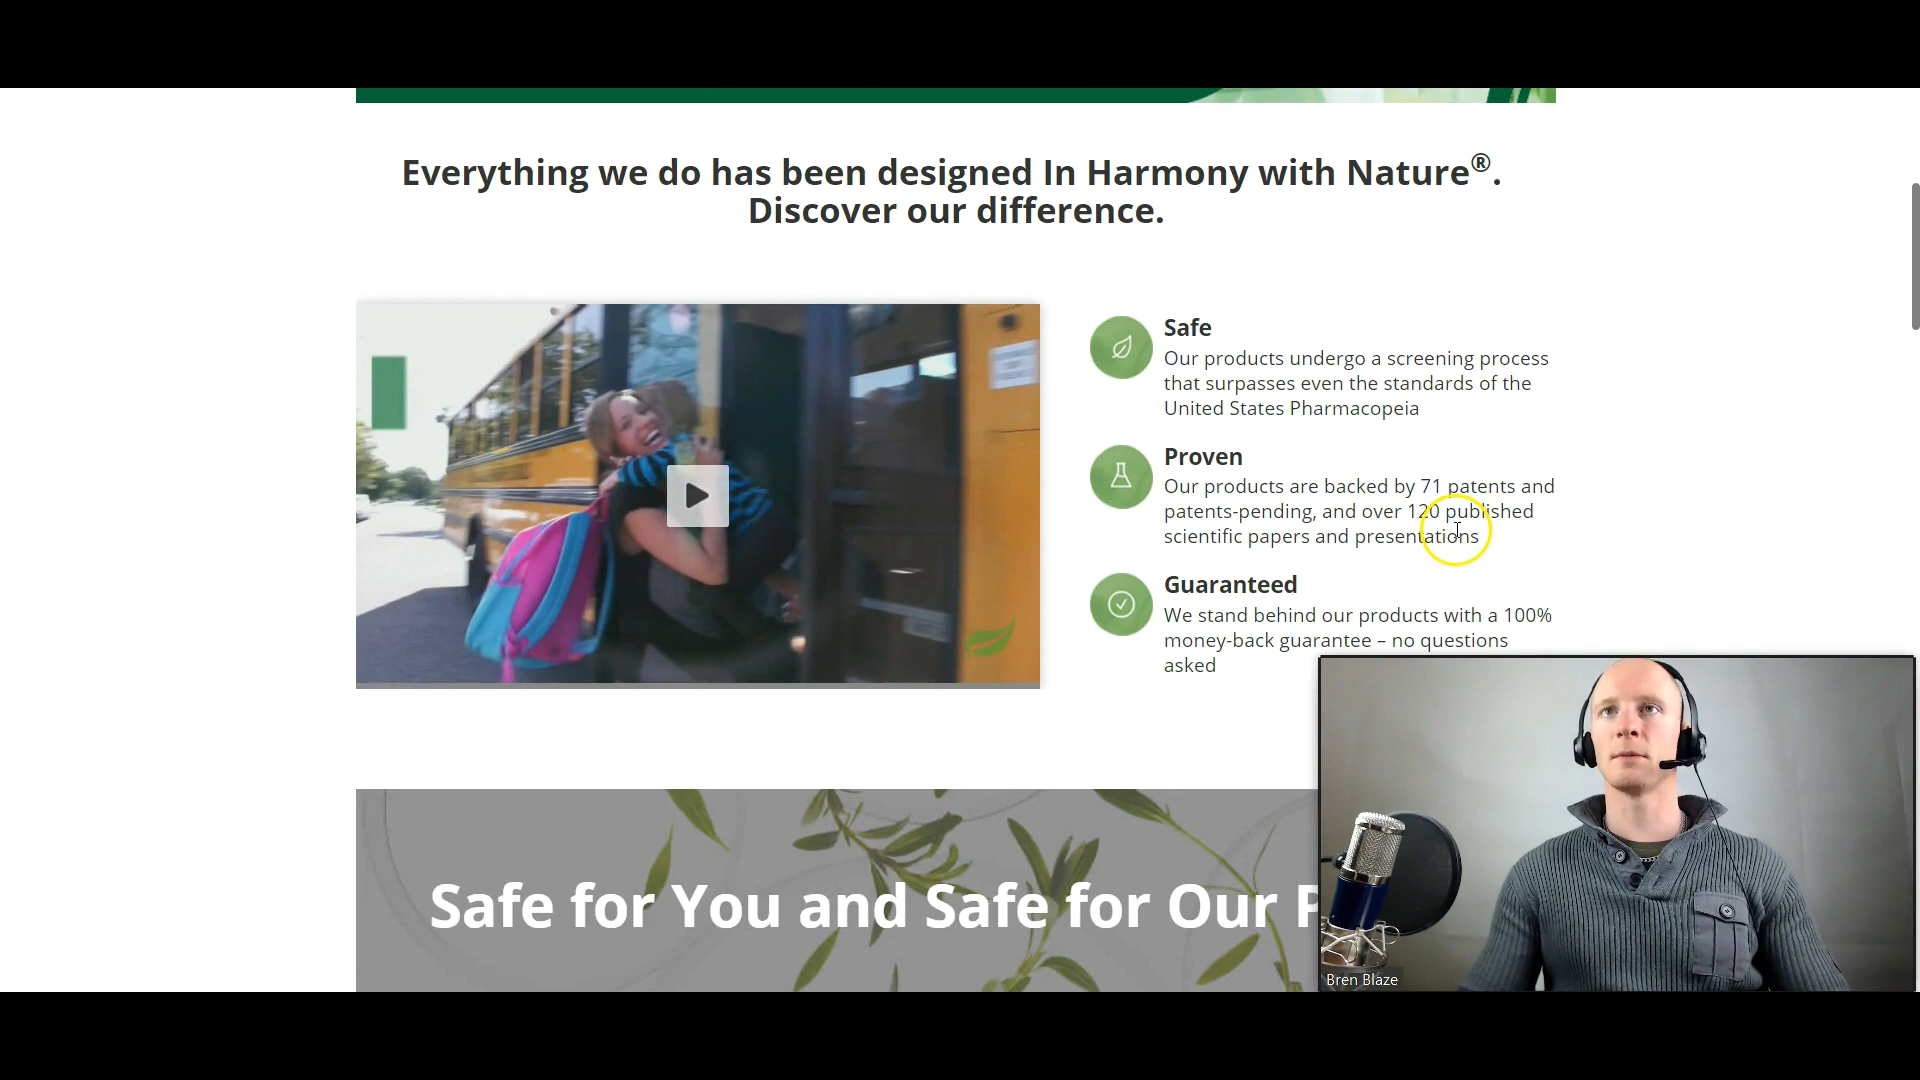 Everything we do has been designed In Harmony with Nature®.
Discover our difference.
Safe
Our products undergo a screening process
that surpasses even the standards of the
United States Pharmacopeia
Proven
Our products are backed by 71 patents and
patents-pending, and over 120 published
scientific papers and presentations
Guaranteed
We stand behind our products with a 100%
money-back guarantee – no questions
asked
Safe for You and Safe for Our
Bren Blaze